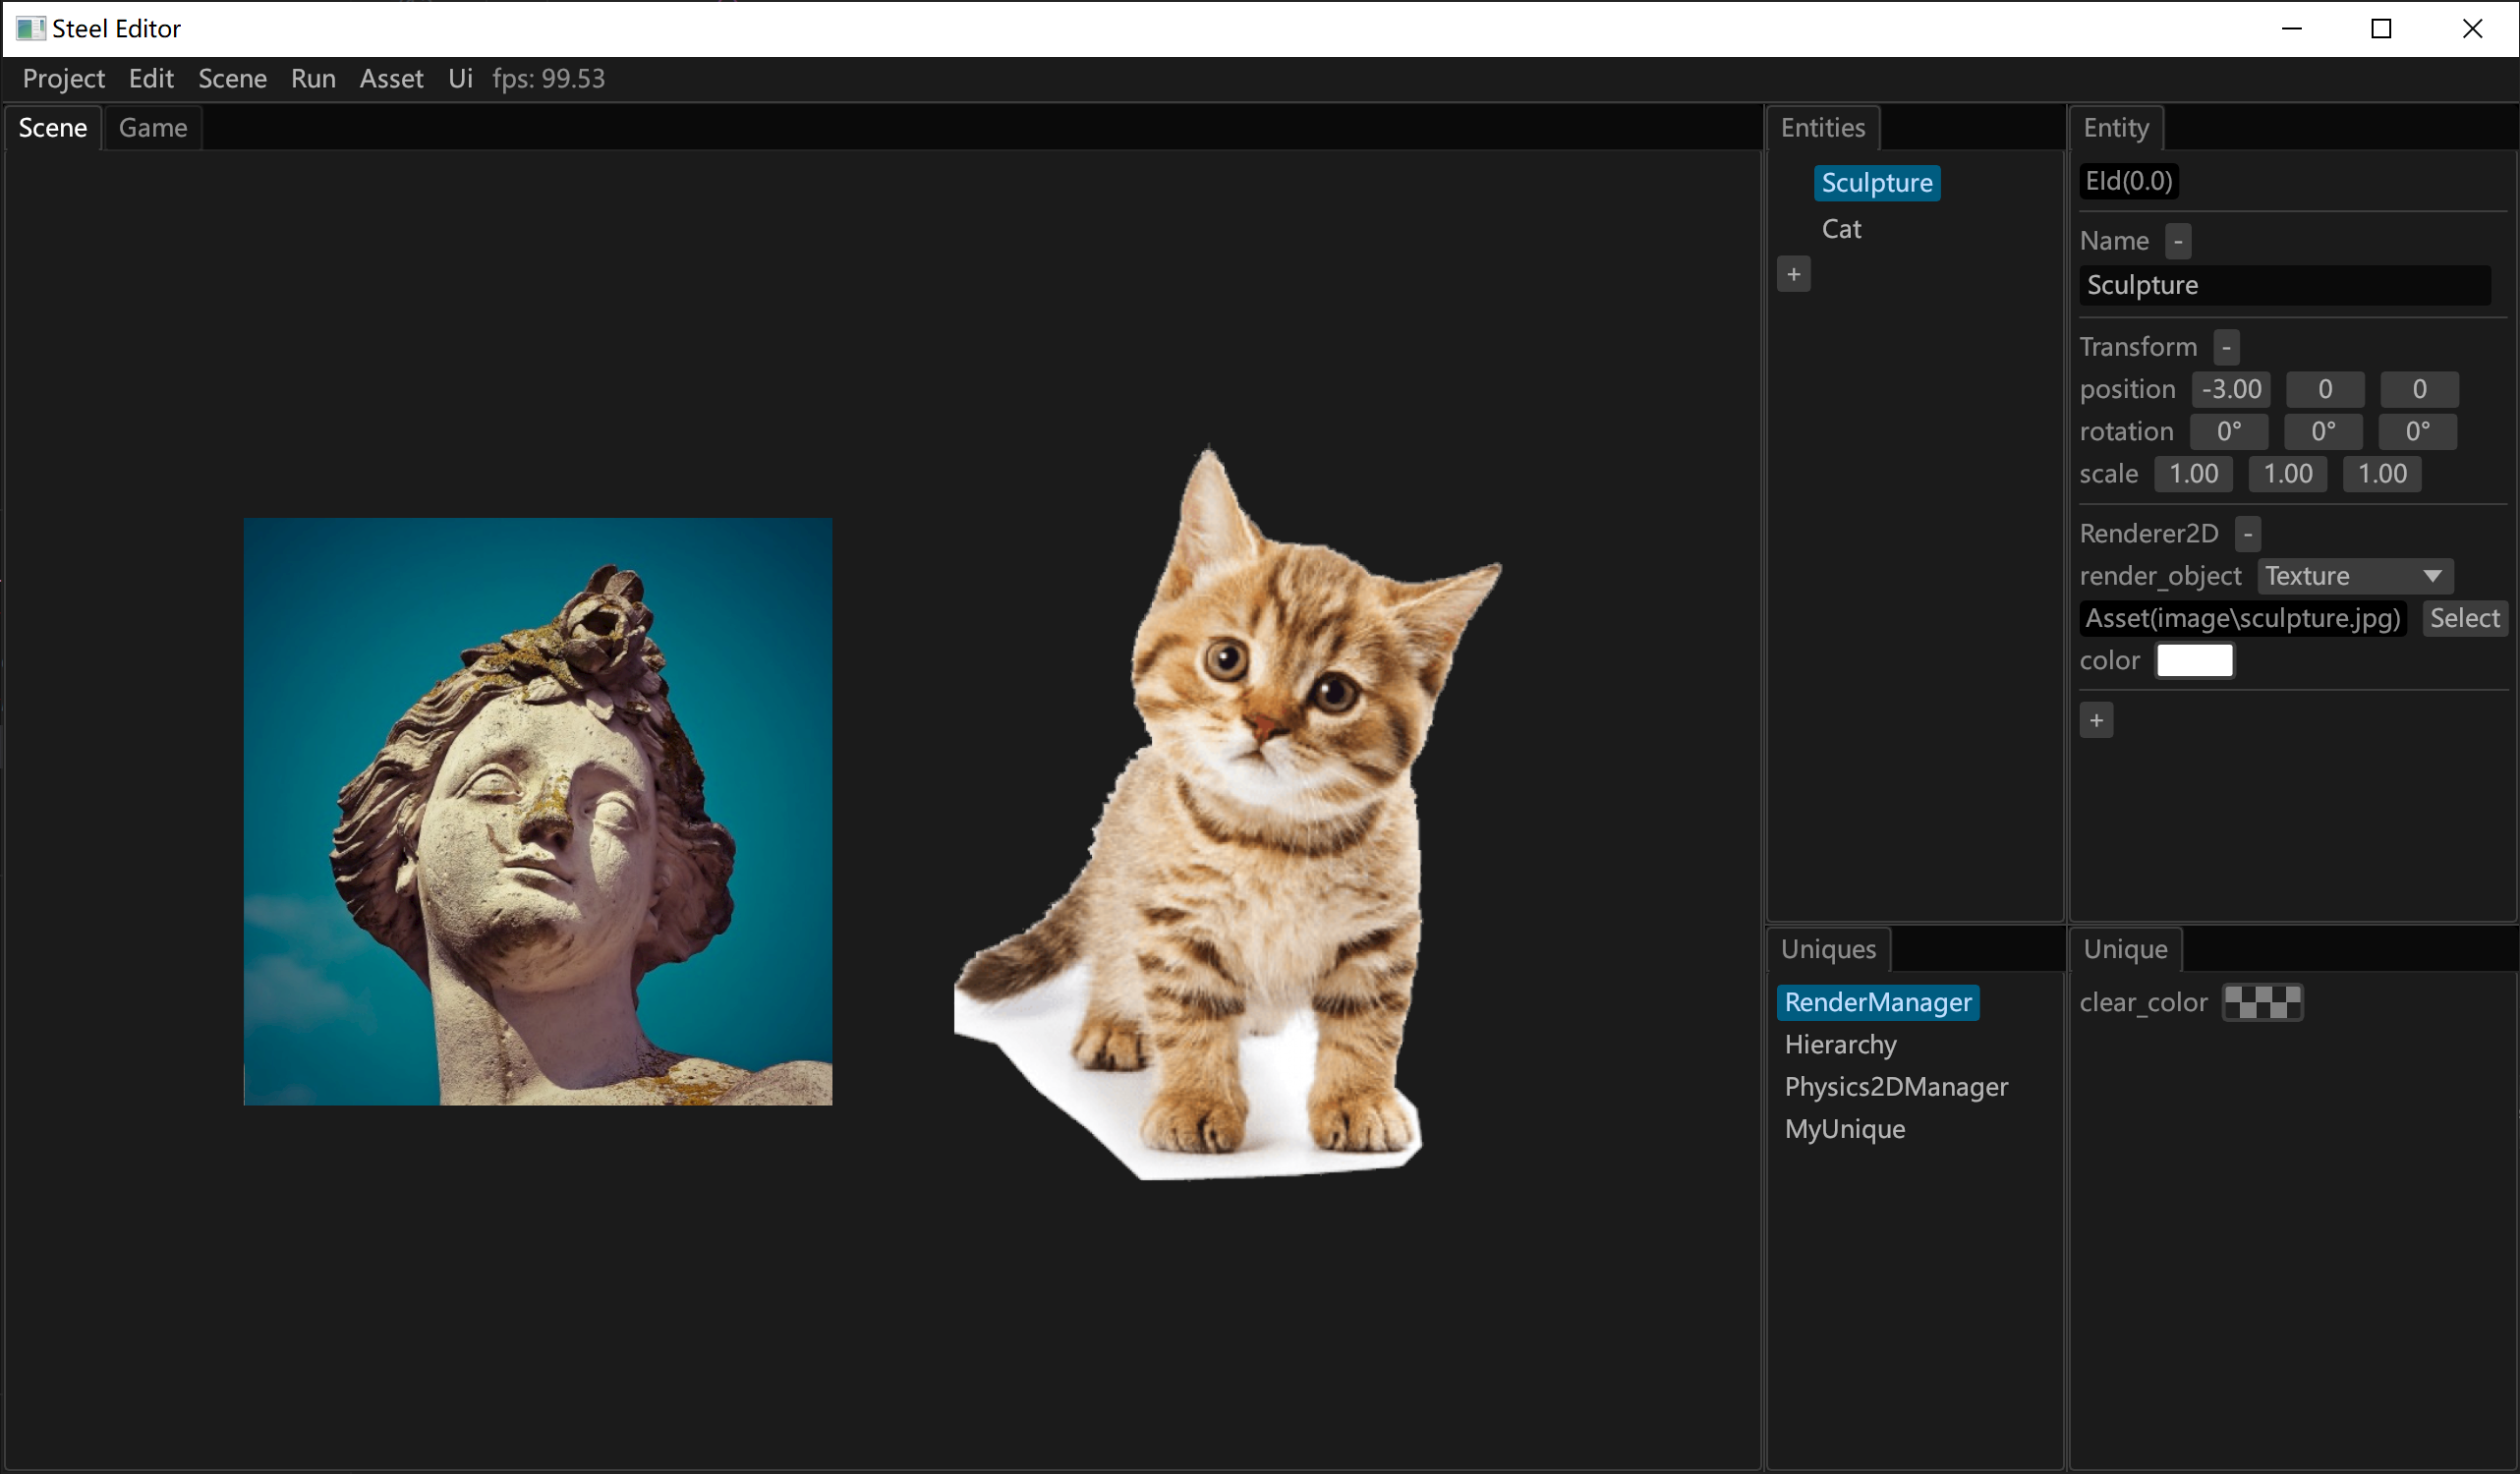 Steel Editor
Project Edit Scene Run Asset Ui fps: 99.53
Scene Game
Entities
Sculpture
Cat
+
Entity
EId(0.0)
Name -
Sculpture
Transform -
position -3.00 0 0
rotation 0° 0° 0°
scale 1.00 1.00 1.00
Renderer2D -
render_object Texture
Asset(image\sculpture.jpg) Select
color
+
Uniques
RenderManager
Hierarchy
Physics2DManager
MyUnique
Unique
clear_color